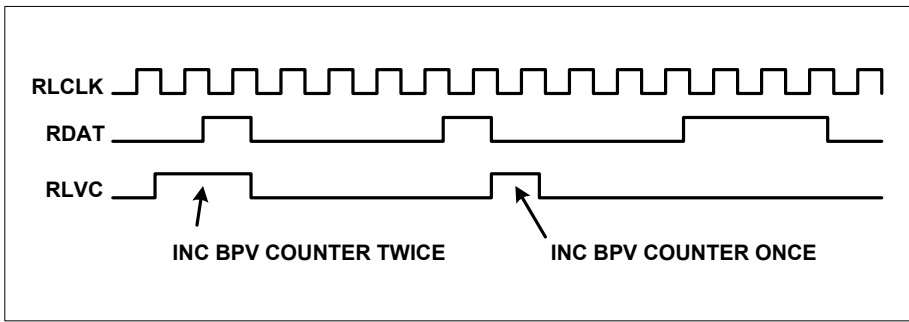 RLCLK
RDAT
RLVC
INC BPV COUNTER TWICE
INC BPV COUNTER ONCE